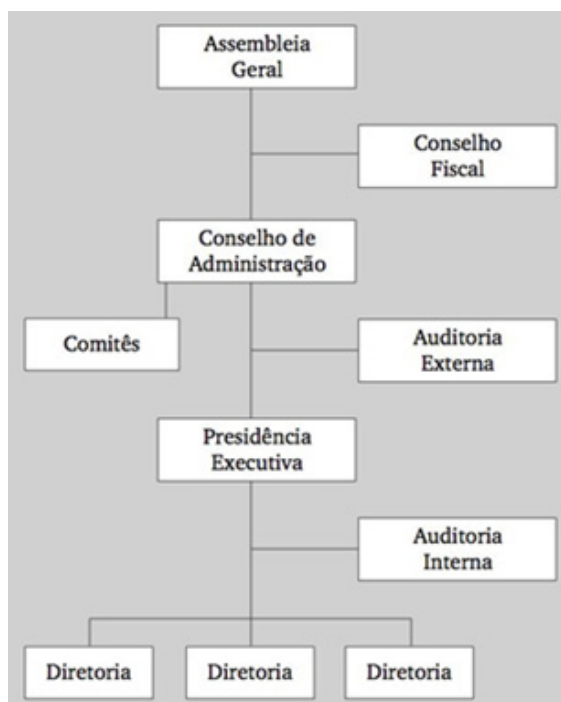 Assembleia
Geral
Conselho
Fiscal
Conselho de
Administração
Comitês
Auditoria
Externa
Presidência
Executiva
Auditoria
Interna
Diretoria
Diretoria
Diretoria